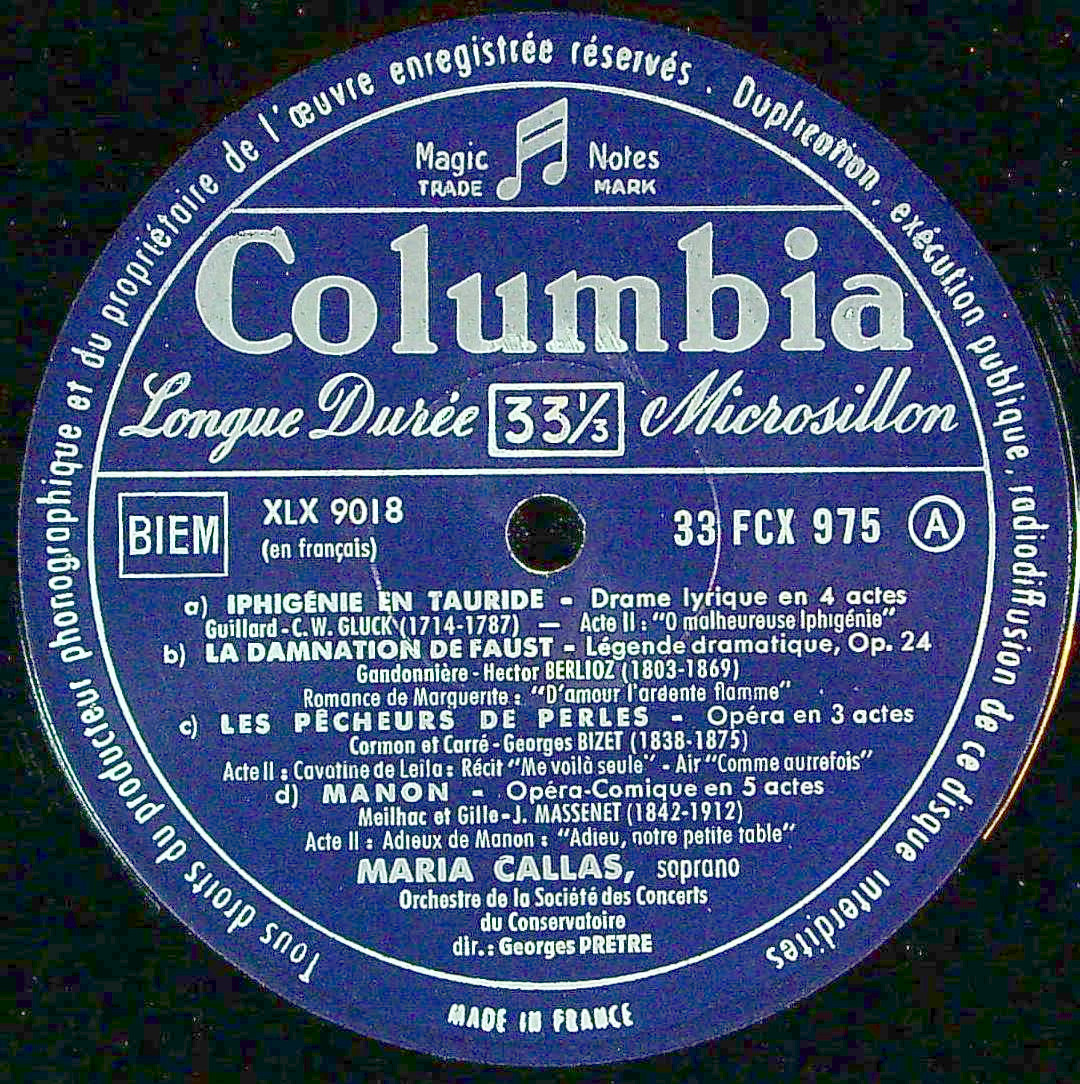 Tous droits du producteur phonographique et du propriétaire de l'œuvre enregistrée réservés. Duplication, exécution publique, radiodiffusion de ce disque interdites
Magic Notes
TRADE MARK
Columbia
Longue Durée 33 1/3 Microsillon
BIEM XLX 9018 33 FCX 975 A
(en français)
a) IPHIGÉNIE EN TAURIDE - Drame lyrique en 4 actes
Guillard - C. W. GLUCK (1714-1787) — Acte II : "O malheureuse Iphigénie"
b) LA DAMNATION DE FAUST - Légende dramatique, Op. 24
Gandonnière - Hector BERLIOZ (1803-1869)
Romance de Marguerite : "D'amour l'ardente flamme"
c) LES PÊCHEURS DE PERLES - Opéra en 3 actes
Cormon et Carré - Georges BIZET (1838-1875)
Acte II : Cavatine de Leila : Récit "Me voilà seule" - Air "Comme autrefois"
d) MANON - Opéra-Comique en 5 actes
Meilhac et Gille - J. MASSENET (1842-1912)
Acte II : Adieux de Manon : "Adieu, notre petite table"
MARIA CALLAS, soprano
Orchestre de la Société des Concerts
du Conservatoire
dir. : Georges PRETRE
MADE IN FRANCE